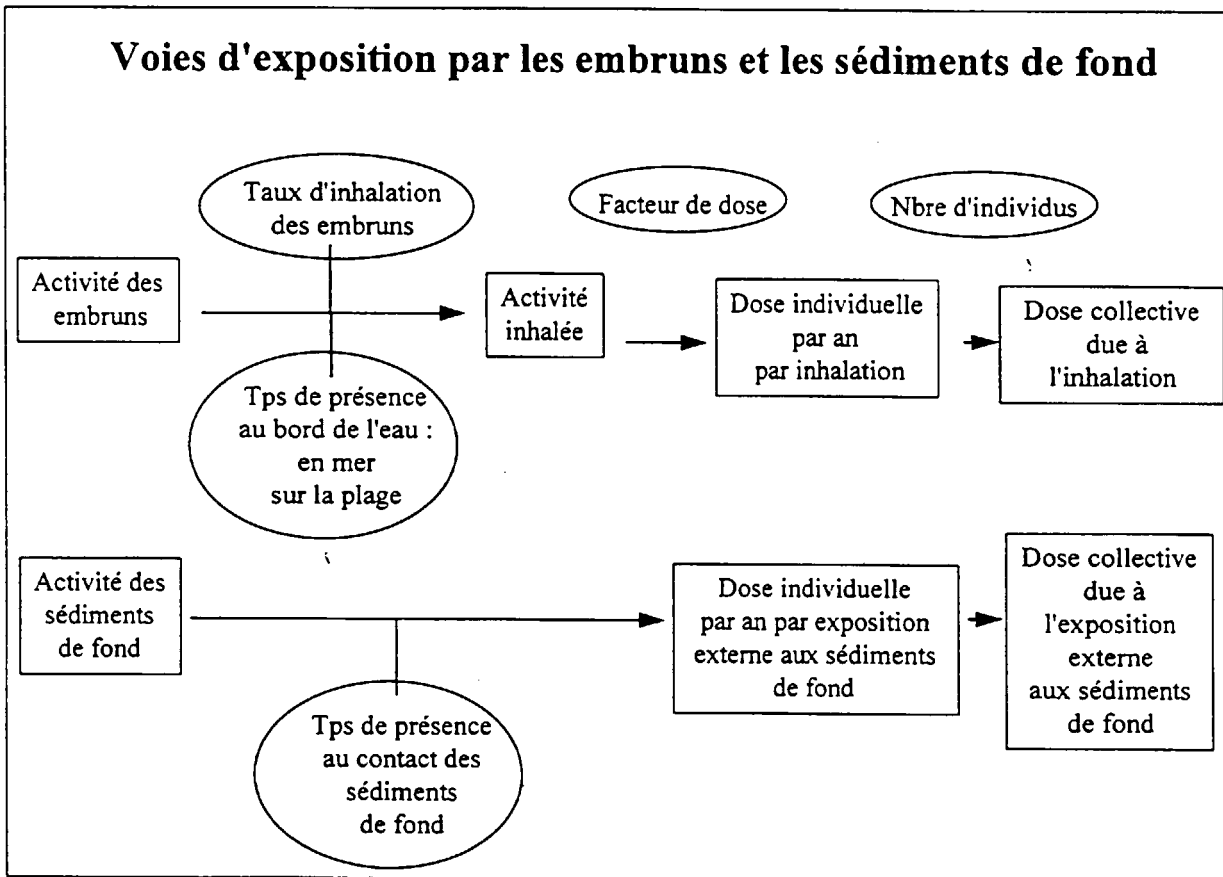 Voies d'exposition par les embruns et les sédiments de fond
Taux d'inhalation
des embruns
Facteur de dose
Nbre d'individus
Activité des
embruns
Activité
inhalée
Dose individuelle
par an
par inhalation
Dose collective
due à
l'inhalation
Tps de présence
au bord de l'eau :
en mer
sur la plage
Activité des
sédiments
de fond
Dose individuelle
par an par exposition
externe aux sédiments
de fond
Dose collective
due à
l'exposition
externe
aux sédiments
de fond
Tps de présence
au contact des
sédiments
de fond